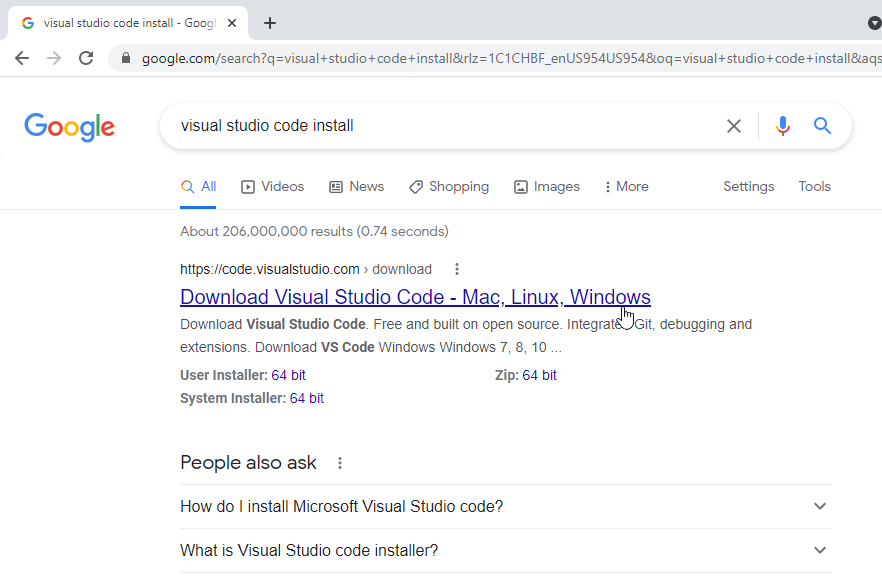 visual studio code install - Googl
google.com/search?q=visual+studio+code+install&rlz=1C1CHBF_enUS954US954&oq=visual+studio+code+install&aqs
Google
visual studio code install
All Videos News Shopping Images More Settings Tools
About 206,000,000 results (0.74 seconds)
https://code.visualstudio.com › download
Download Visual Studio Code - Mac, Linux, Windows
Download Visual Studio Code. Free and built on open source. Integrated Git, debugging and
extensions. Download VS Code Windows Windows 7, 8, 10 ...
User Installer: 64 bit Zip: 64 bit
System Installer: 64 bit
People also ask
How do I install Microsoft Visual Studio code?
What is Visual Studio code installer?